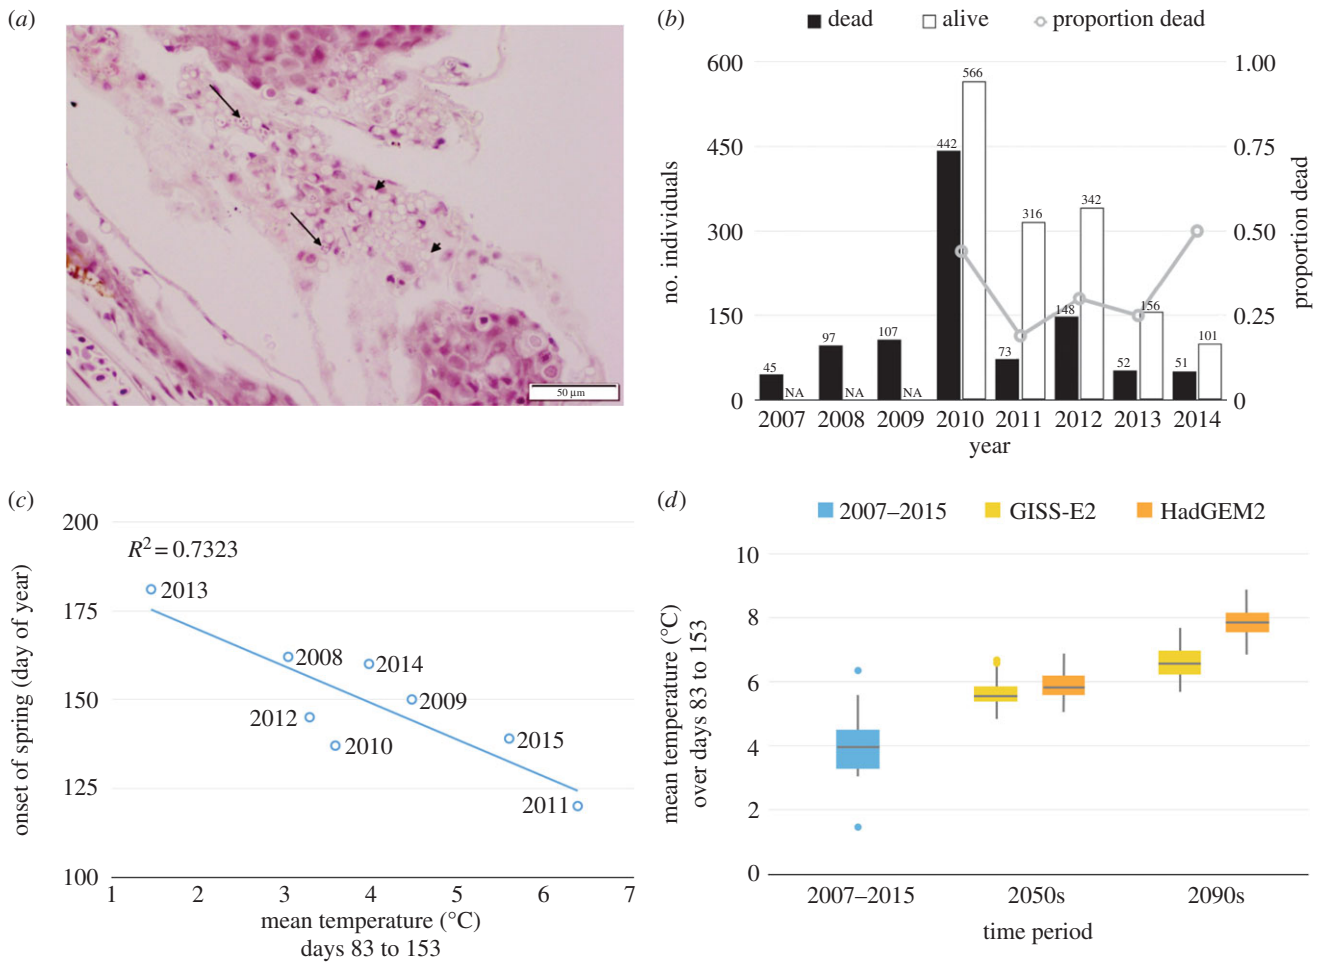 (a)
50 µm
(b)
dead
alive
proportion dead
600
450
300
150
0
no. individuals
1.00
0.75
0.50
0.25
0
proportion dead
45
NA
97
NA
107
NA
442
566
73
316
148
342
52
156
51
101
2007 2008 2009 2010 2011 2012 2013 2014
year
(c)
200
175
150
125
100
onset of spring (day of year)
R² = 0.7323
2013
2008
2014
2009
2012
2010
2015
2011
1 2 3 4 5 6 7
mean temperature (°C)
days 83 to 153
(d)
2007–2015
GISS-E2
HadGEM2
10
8
6
4
2
0
mean temperature (°C)
over days 83 to 153
2007–2015 2050s 2090s
time period